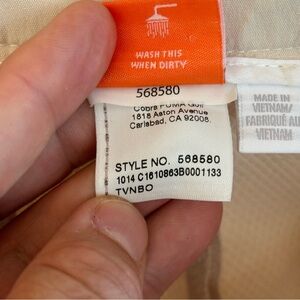 WASH THIS
WHEN DIRTY
568580
Cobra PUMA Golf
1818 Aston Avenue
Carlsbad, CA 92008.
STYLE NO. 568580
1014 C1610863B0001133
TVNBO
MADE IN
VIETNAM/
FABRIQUÉ AU
VIETNAM